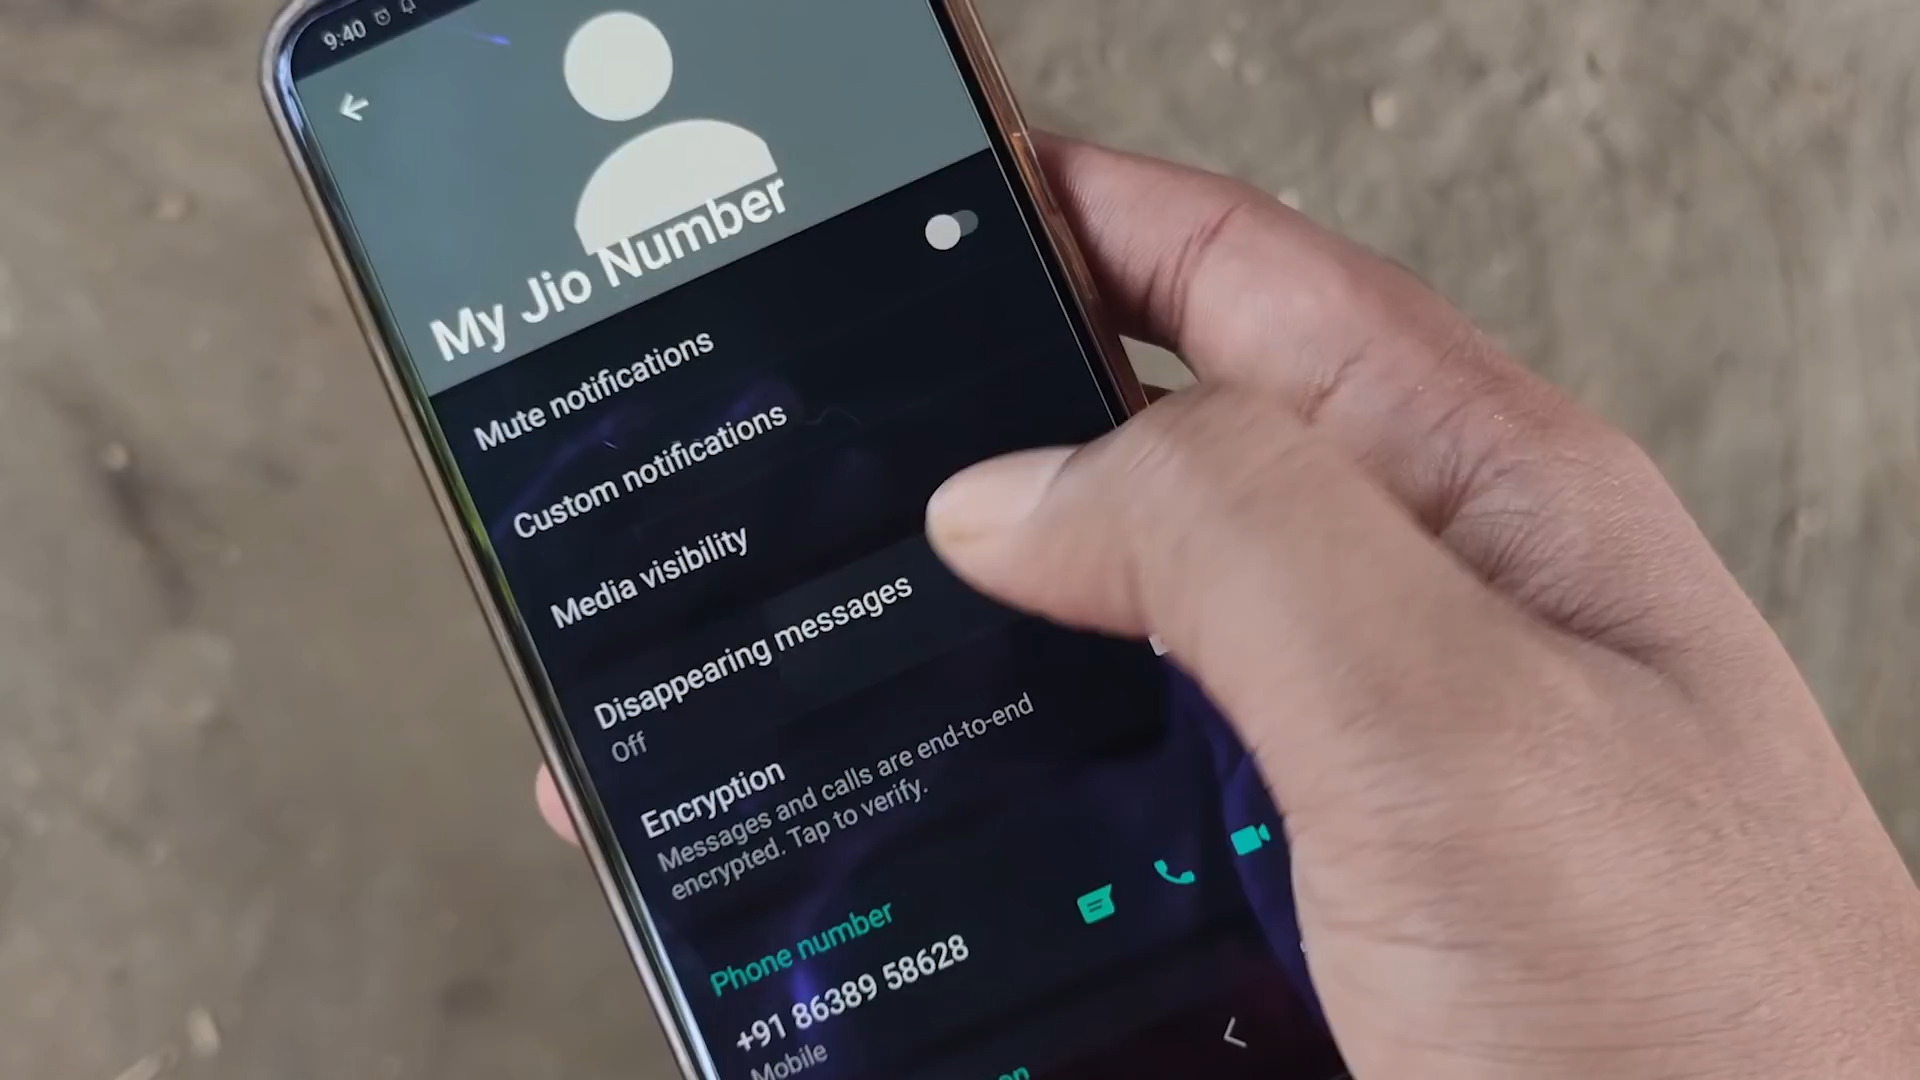 9:40
My Jio Number
Mute notifications
Custom notifications
Media visibility
Disappearing messages
Off
Encryption
Messages and calls are end-to-end
encrypted. Tap to verify.
Phone number
+91 86389 58628
Mobile